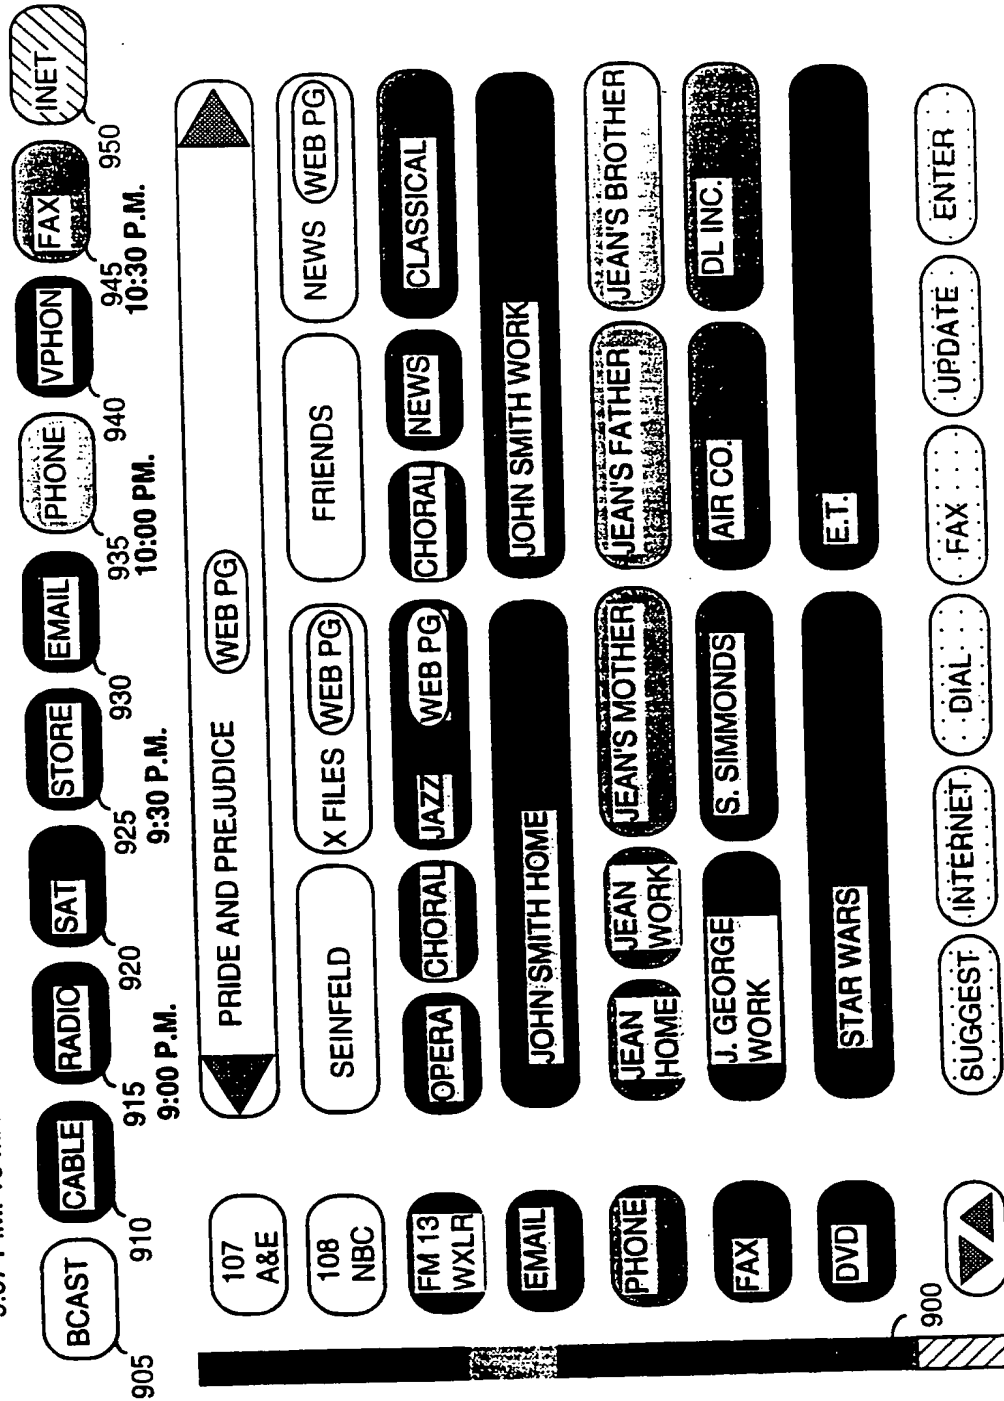 BCAST CABLE RADIO SAT STORE EMAIL PHONE VPHON FAX INET
905 910 915 920 925 930 935 940 945 950
9:00 P.M. 9:30 P.M. 10:00 PM. 10:30 P.M.
107 A&E PRIDE AND PREJUDICE WEB PG
108 NBC SEINFELD X FILES WEB PG FRIENDS NEWS WEB PG
FM 13 WXLR OPERA CHORAL JAZZ WEB PG CHORAL NEWS CLASSICAL
EMAIL JOHN SMITH HOME JOHN SMITH WORK
PHONE JEAN HOME JEAN WORK JEAN'S MOTHER JEAN'S FATHER JEAN'S BROTHER
FAX J. GEORGE WORK S. SIMMONDS AIR CO. DL INC.
DVD STAR WARS E.T.
900
SUGGEST INTERNET DIAL FAX UPDATE ENTER